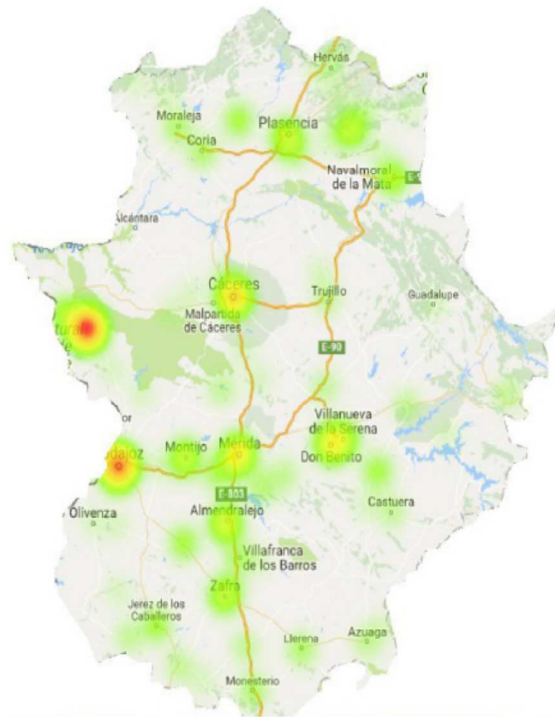 Hervás
Moraleja
Plasencia
Coria
Navalmoral
de la Mata
Alcántara
Cáceres
Trujillo
Guadalupe
Malpartida
de Cáceres
E-90
Villanueva
de la Serena
Montijo
Mérida
Don Benito
E-803
Castuera
Olivenza
Almendralejo
Villafranca
de los Barros
Zafra
Jerez de los
Caballeros
Llerena
Azuaga
Monesterio